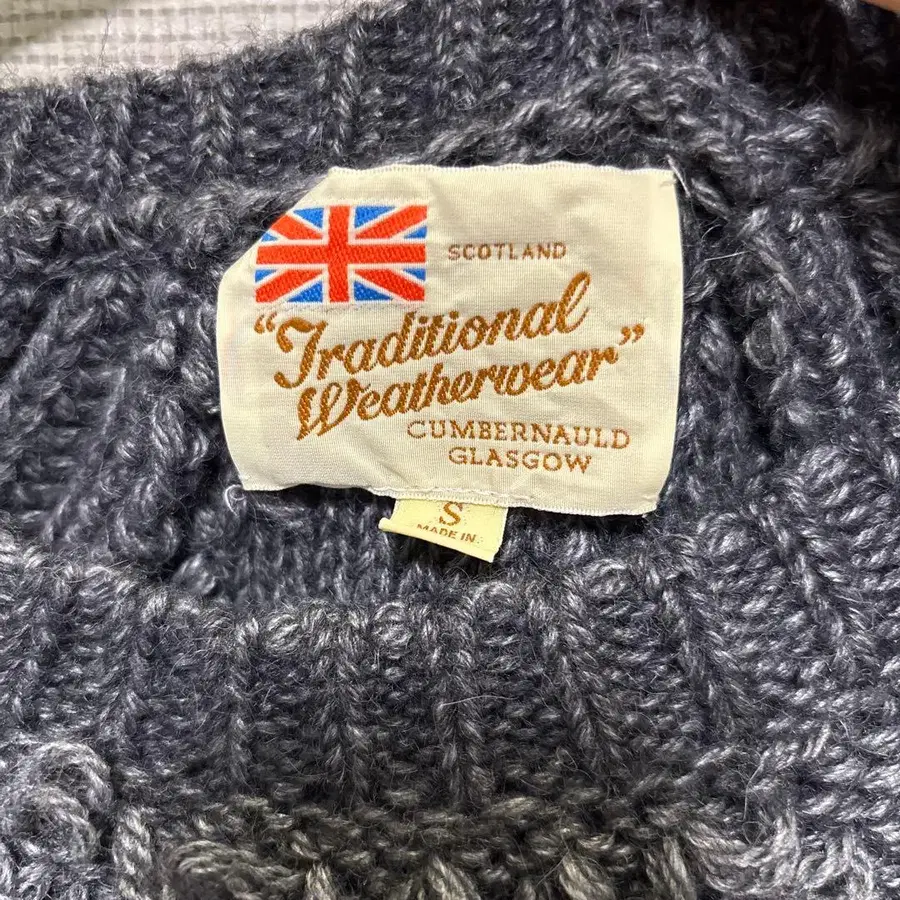 SCOTLAND
"Traditional
Weatherwear"
CUMBERNAULD
GLASGOW
S
MADE IN